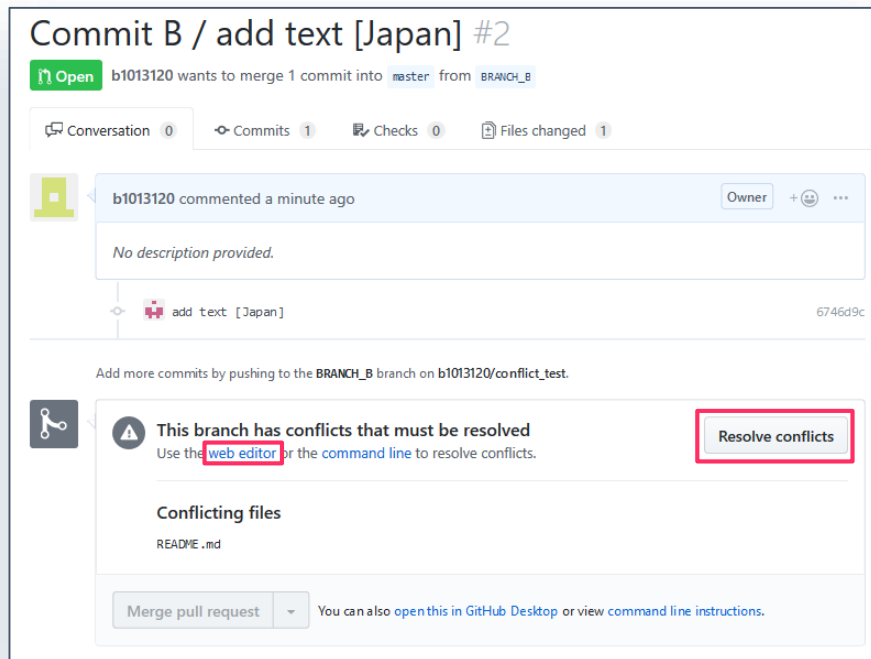 Commit B / add text [Japan] #2
Open b1013120 wants to merge 1 commit into master from BRANCH_B
Conversation 0 Commits 1 Checks 0 Files changed 1
b1013120 commented a minute ago Owner
No description provided.
add text [Japan] 6746d9c
Add more commits by pushing to the BRANCH_B branch on b1013120/conflict_test.
This branch has conflicts that must be resolved
Use the web editor or the command line to resolve conflicts.
Resolve conflicts
Conflicting files
README.md
Merge pull request You can also open this in GitHub Desktop or view command line instructions.